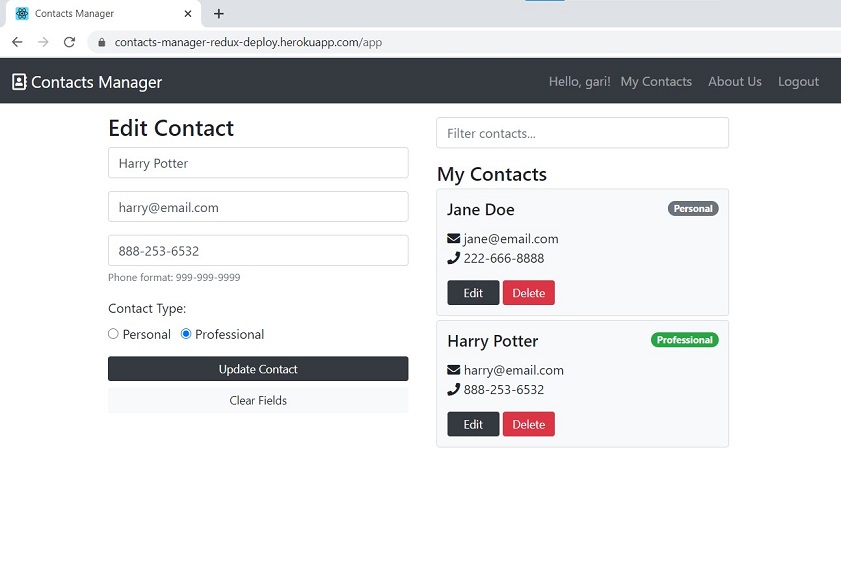 Contacts Manager
contacts-manager-redux-deploy.herokuapp.com/app
Contacts Manager
Hello, gari! My Contacts About Us Logout
Edit Contact
Harry Potter
harry@email.com
888-253-6532
Phone format: 999-999-9999
Contact Type:
Personal Professional
Update Contact
Clear Fields
Filter contacts...
My Contacts
Jane Doe Personal
jane@email.com
222-666-8888
Edit Delete
Harry Potter Professional
harry@email.com
888-253-6532
Edit Delete